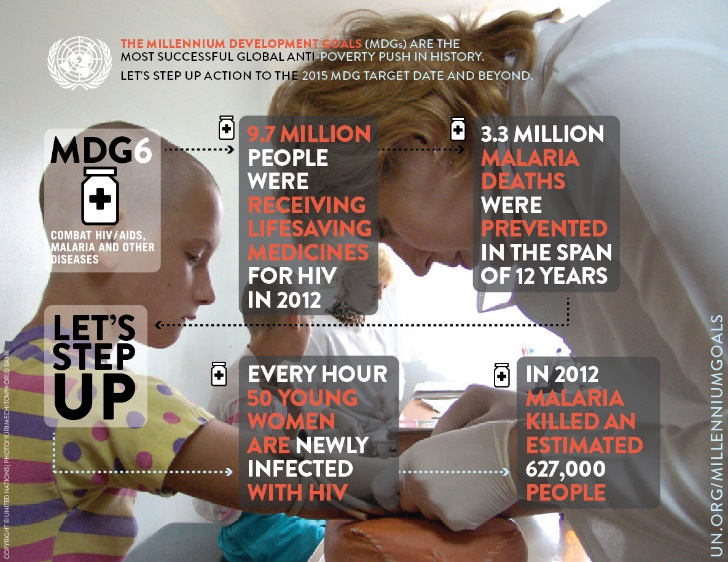 THE MILLENNIUM DEVELOPMENT GOALS (MDGs) ARE THE
MOST SUCCESSFUL GLOBAL ANTI-POVERTY PUSH IN HISTORY.
LET'S STEP UP ACTION TO THE 2015 MDG TARGET DATE AND BEYOND.
MDG6
COMBAT HIV/AIDS,
MALARIA AND OTHER
DISEASES
9.7 MILLION
PEOPLE
WERE
RECEIVING
LIFESAVING
MEDICINES
FOR HIV
IN 2012
3.3 MILLION
MALARIA
DEATHS
WERE
PREVENTED
IN THE SPAN
OF 12 YEARS
LET'S
STEP
UP
EVERY HOUR
50 YOUNG
WOMEN
ARE NEWLY
INFECTED
WITH HIV
IN 2012
MALARIA
KILLED AN
ESTIMATED
627,000
PEOPLE
UN.ORG/MILLENNIUMGOALS
COPYRIGHT © UNITED NATIONS | PHOTO/YURI MECHITOV/WORLD BANK